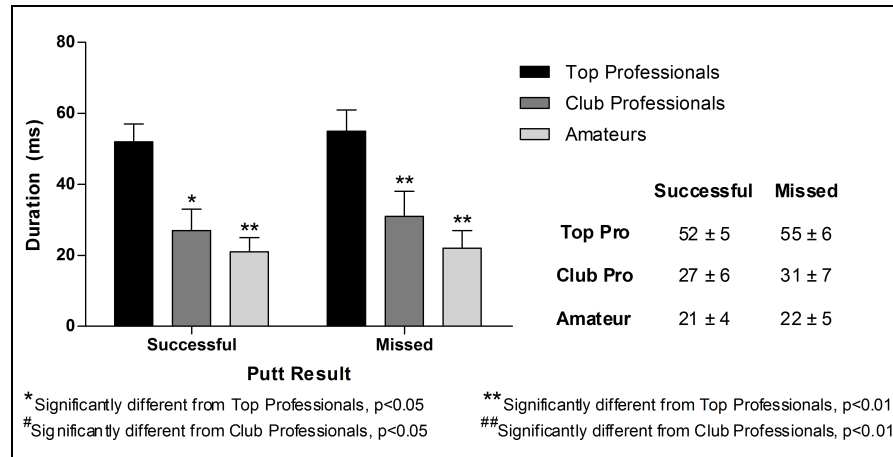 80
60
40
20
0
Duration (ms)
*
**
**
**
Successful
Missed
Putt Result
Top Professionals
Club Professionals
Amateurs
Successful Missed
Top Pro 52 ± 5 55 ± 6
Club Pro 27 ± 6 31 ± 7
Amateur 21 ± 4 22 ± 5
*Significantly different from Top Professionals, p<0.05
**Significantly different from Top Professionals, p<0.01
#Significantly different from Club Professionals, p<0.05
##Significantly different from Club Professionals, p<0.01